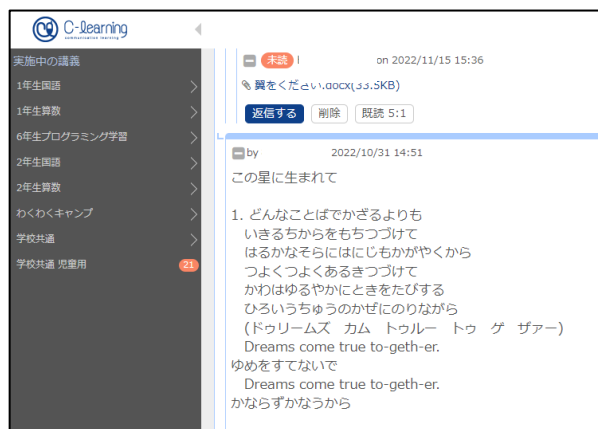 C-Learning
communication learning
実施中の講義
1年生国語
1年生算数
6年生プログラミング学習
2年生国語
2年生算数
わくわくキャンプ
学校共通
学校共通 児童用 21
未読 on 2022/11/15 15:36
翼をください.docx(33.5KB)
返信する 削除 既読 5:1
by 2022/10/31 14:51
この星に生まれて
1. どんなことばでかざるよりも
いきるちからをもちつづけて
はるかなそらにはにじもかがやくから
つよくつよくあるきつづけて
かわはゆるやかにときをたびする
ひろいうちゅうのかぜにのりながら
(ドゥリームズ カム トゥルー トゥ ゲ ザァー)
Dreams come true to-geth-er.
ゆめをすてないで
Dreams come true to-geth-er.
かならずかなうから